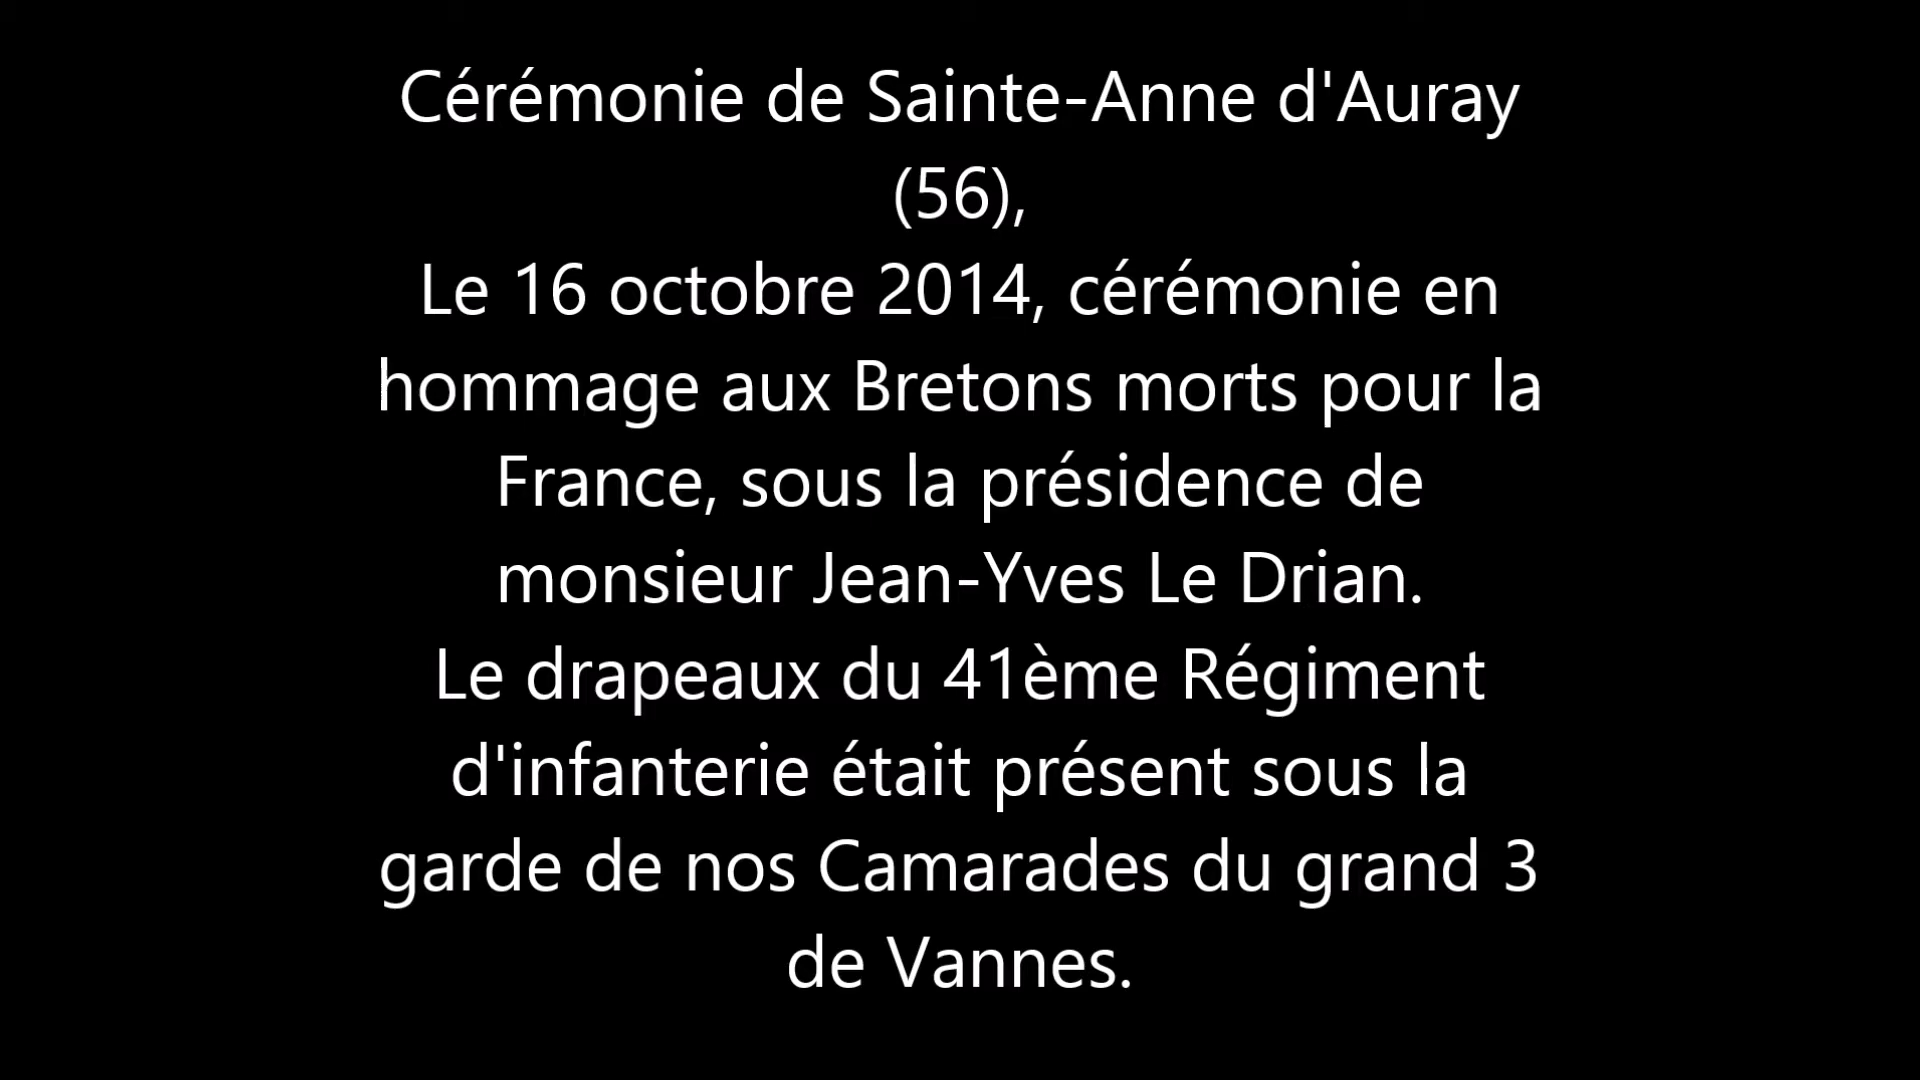 Cérémonie de Sainte-Anne d'Auray
(56),
Le 16 octobre 2014, cérémonie en
hommage aux Bretons morts pour la
France, sous la présidence de
monsieur Jean-Yves Le Drian.
Le drapeaux du 41ème Régiment
d'infanterie était présent sous la
garde de nos Camarades du grand 3
de Vannes.